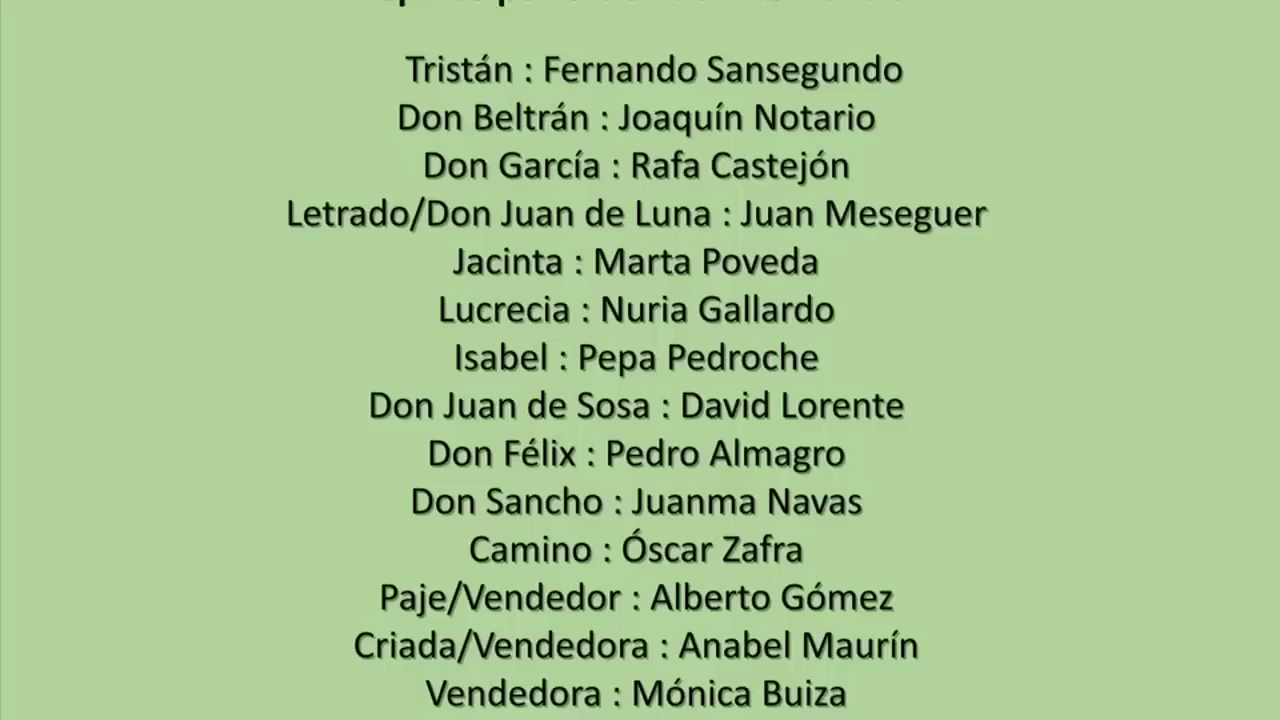 Tristán : Fernando Sansegundo
Don Beltrán : Joaquín Notario
Don García : Rafa Castejón
Letrado/Don Juan de Luna : Juan Meseguer
Jacinta : Marta Poveda
Lucrecia : Nuria Gallardo
Isabel : Pepa Pedroche
Don Juan de Sosa : David Lorente
Don Félix : Pedro Almagro
Don Sancho : Juanma Navas
Camino : Óscar Zafra
Paje/Vendedor : Alberto Gómez
Criada/Vendedora : Anabel Maurín
Vendedora : Mónica Buiza